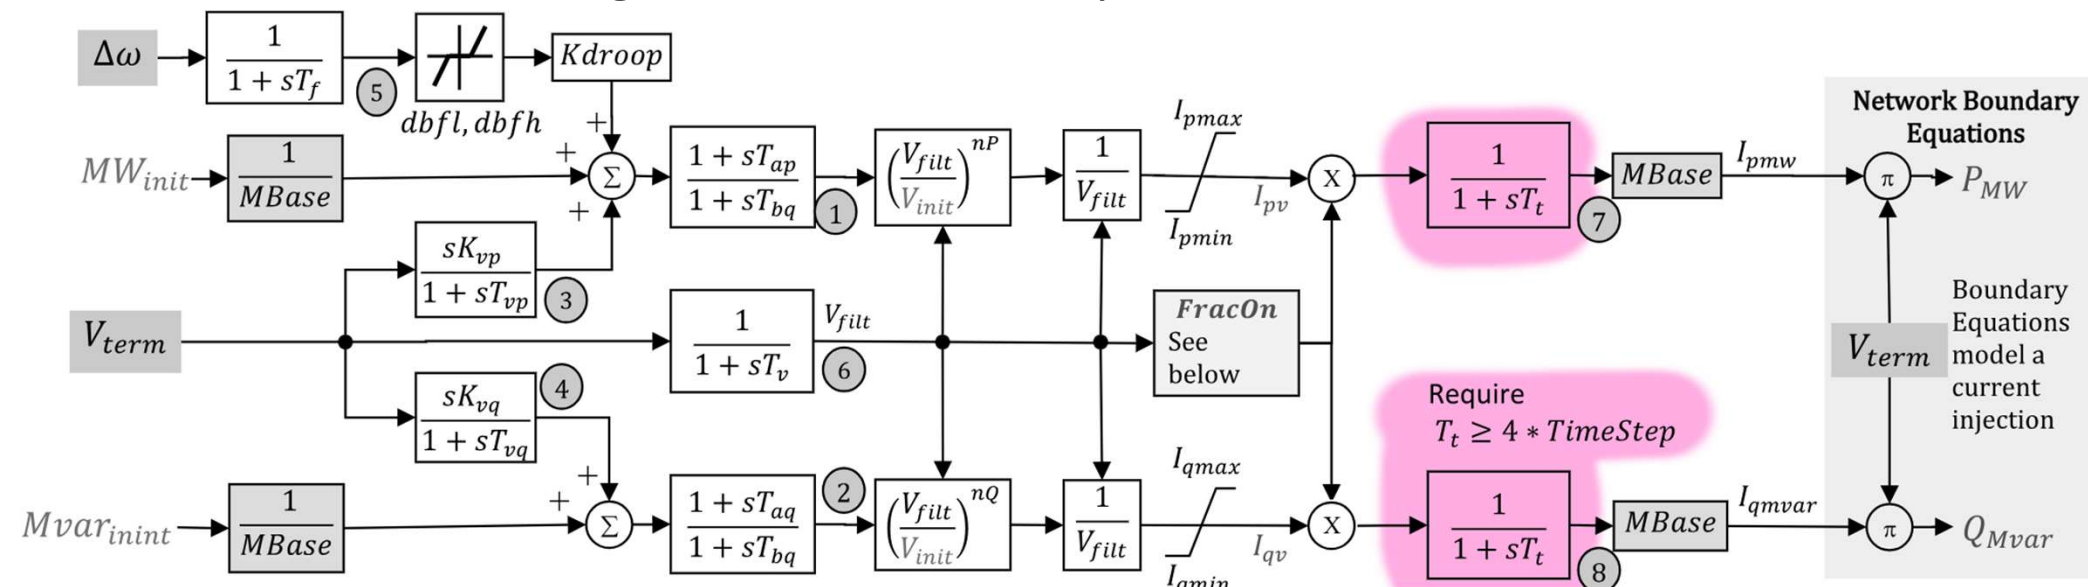 Δω
1
1 + sT_f
5
dbfl, dbfh
Kdroop
+
MW_init
1
MBase
+
Σ
+
1 + sT_ap
1 + sT_bq
1
(V_filt / V_init)^nP
1
V_filt
I_pmax
I_pmin
I_pv
X
1
1 + sT_t
7
MBase
I_pmw
π
P_MW
Network Boundary
Equations
sK_vp
1 + sT_vp
3
V_term
1
1 + sT_v
V_filt
6
FracOn
See
below
V_term
Boundary
Equations
model a
current
injection
sK_vq
1 + sT_vq
4
Require
T_t ≥ 4 * TimeStep
Mvar_inint
1
MBase
+
+
Σ
1 + sT_aq
1 + sT_bq
2
(V_filt / V_init)^nQ
1
V_filt
I_qmax
I_qmin
I_qv
X
1
1 + sT_t
8
MBase
I_qmvar
π
Q_Mvar